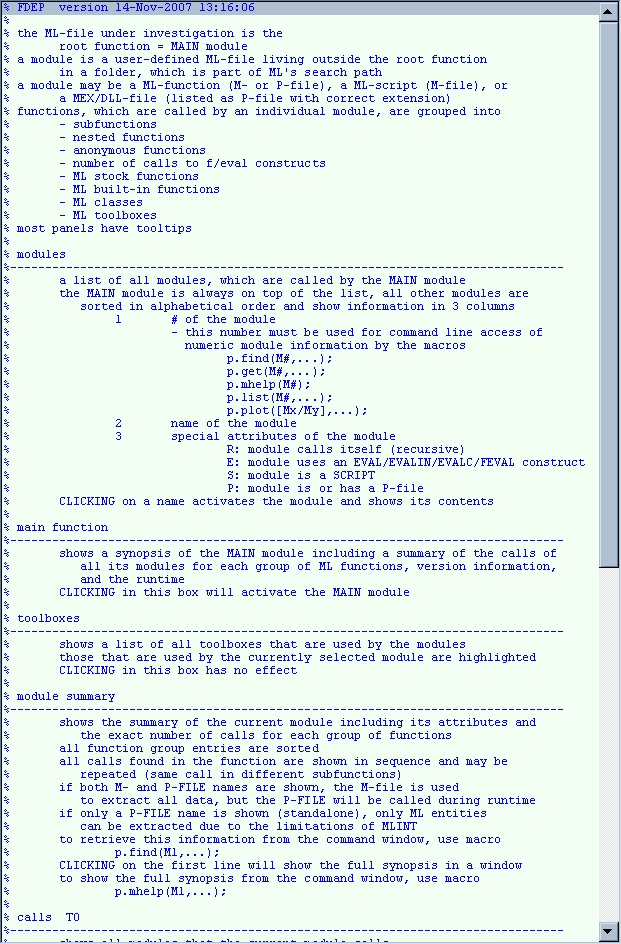 % FDEP  version 14-Nov-2007 13:16:06
%
% the ML-file under investigation is the
%       root function = MAIN module
% a module is a user-defined ML-file living outside the root function
%       in a folder, which is part of ML's search path
% a module may be a ML-function (M- or P-file), a ML-script (M-file), or
%       a MEX/DLL-file (listed as P-file with correct extension)
% functions, which are called by an individual module, are grouped into
%       - subfunctions
%       - nested functions
%       - anonymous functions
%       - number of calls to f/eval constructs
%       - ML stock functions
%       - ML built-in functions
%       - ML classes
%       - ML toolboxes
% most panels have tooltips
%
% modules
%-------------------------------------------------------------------------------
%       a list of all modules, which are called by the MAIN module
%       the MAIN module is always on top of the list, all other modules are
%          sorted in alphabetical order and show information in 3 columns
%               1       # of the module
%                       - this number must be used for command line access of
%                         numeric module information by the macros
%                               p.find(M#,...);
%                               p.get(M#,...);
%                               p.mhelp(M#);
%                               p.list(M#,...);
%                               p.plot([Mx/My],...);
%               2       name of the module
%               3       special attributes of the module
%                               R: module calls itself (recursive)
%                               E: module uses an EVAL/EVALIN/EVALC/FEVAL construct
%                               S: module is a SCRIPT
%                               P: module is or has a P-file
%       CLICKING on a name activates the module and shows its contents
%
% main function
%-------------------------------------------------------------------------------
%       shows a synopsis of the MAIN module including a summary of the calls of
%          all its modules for each group of ML functions, version information,
%          and the runtime
%       CLICKING in this box will activate the MAIN module
%
% toolboxes
%-------------------------------------------------------------------------------
%       shows a list of all toolboxes that are used by the modules
%       those that are used by the currently selected module are highlighted
%       CLICKING in this box has no effect
%
% module summary
%-------------------------------------------------------------------------------
%       shows the summary of the current module including its attributes and
%          the exact number of calls for each group of functions
%       all function group entries are sorted
%       all calls found in the function are shown in sequence and may be
%          repeated (same call in different subfunctions)
%       if both M- and P-FILE names are shown, the M-file is used
%          to extract all data, but the P-FILE will be called during runtime
%       if only a P-FILE name is shown (standalone), only ML entities
%          can be extracted due to the limitations of MLINT
%       to retrieve this information from the command window, use macro
%               p.find(M1,...);
%       CLICKING on the first line will show the full synopsis in a window
%       to show the full synopsis from the command window, use macro
%               p.mhelp(M1,...);
%
% calls  TO
%-------------------------------------------------------------------------------
%       shows all modules that the current module calls